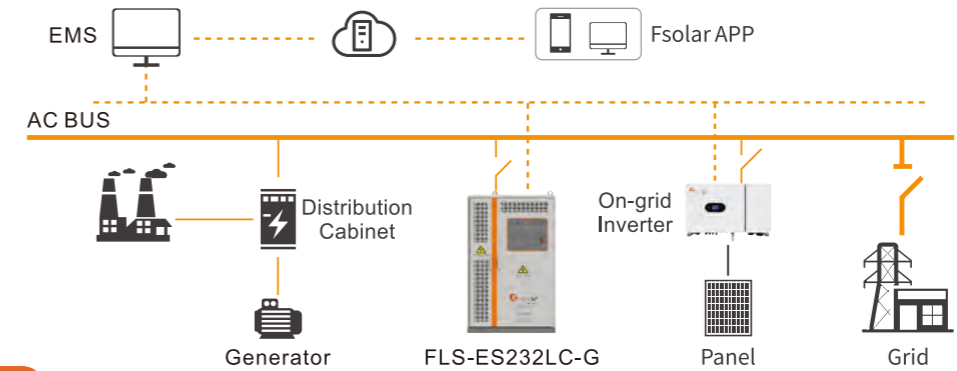 EMS
Fsolar APP
AC BUS
Distribution
Cabinet
On-grid
Inverter
Generator
FLS-ES232LC-G
Panel
Grid